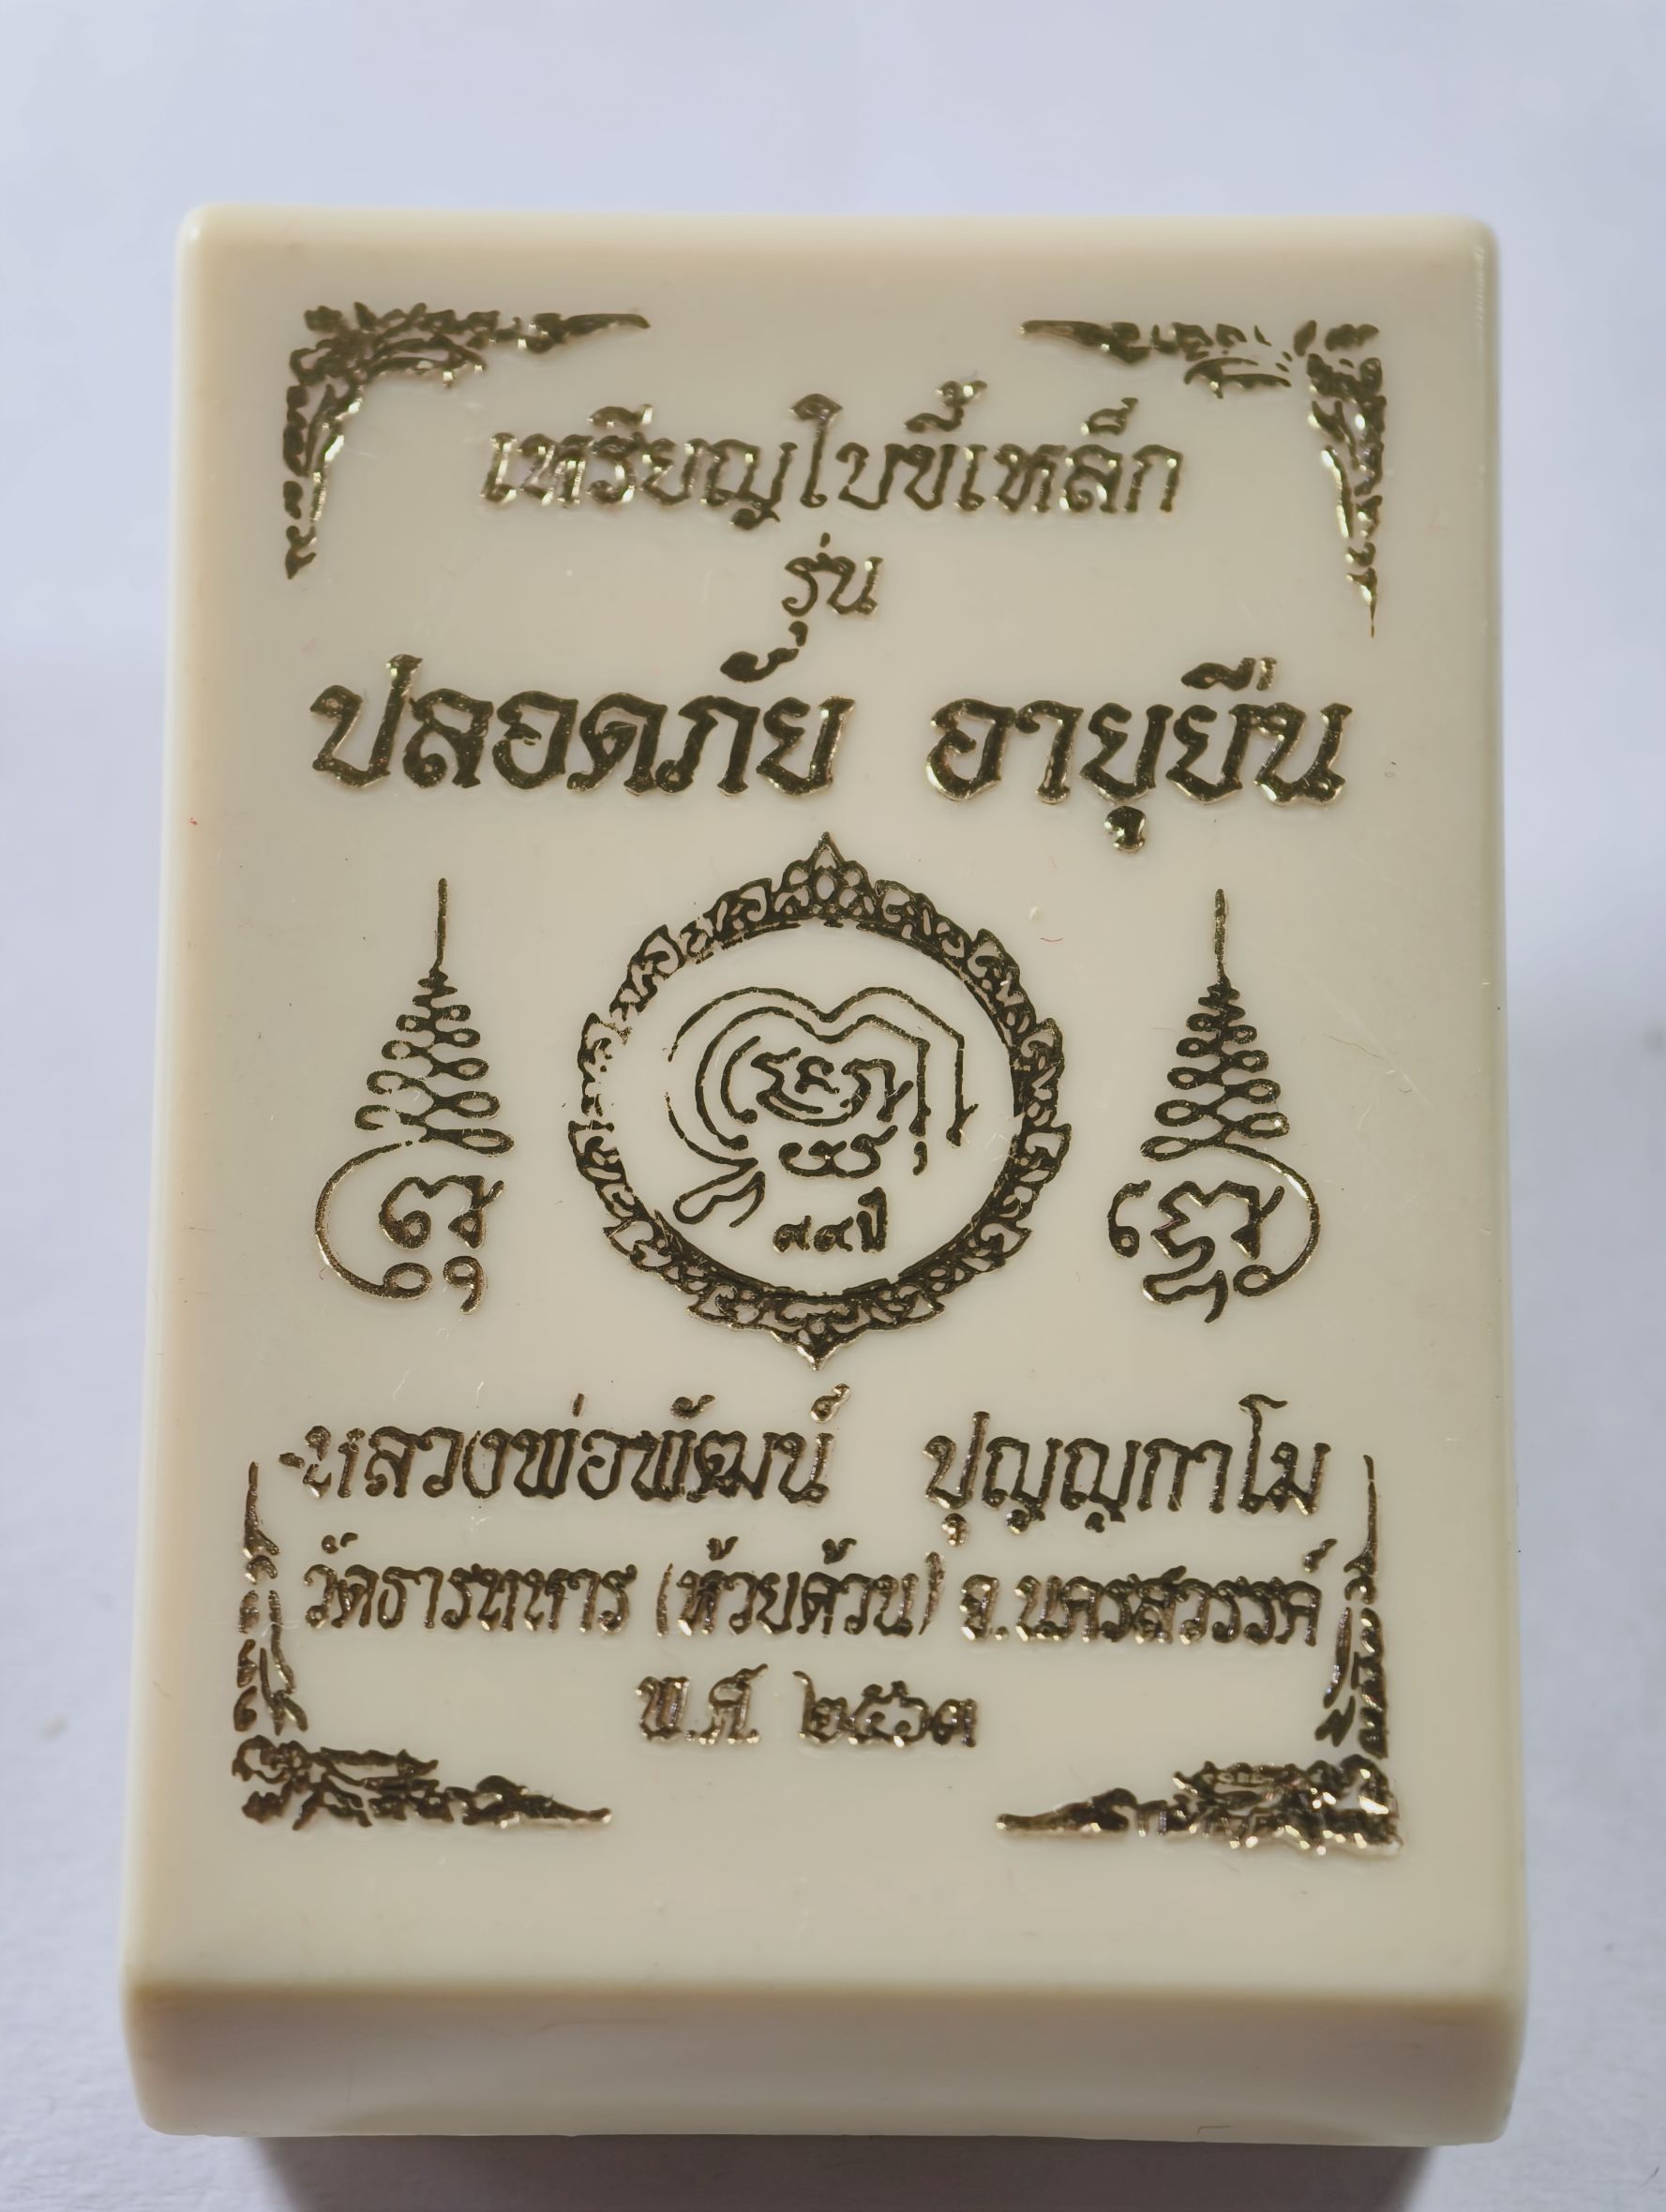 เหรียญใบขี้เหล็ก
รุ่น
ปลอดภัย อายุยืน
๙๙ปี
หลวงพ่อพัฒน์ ปุญญกาโม
วัดธารทหาร (ห้วยด้วน) จ.นครสวรรค์
พ.ศ. ๒๕๖๓